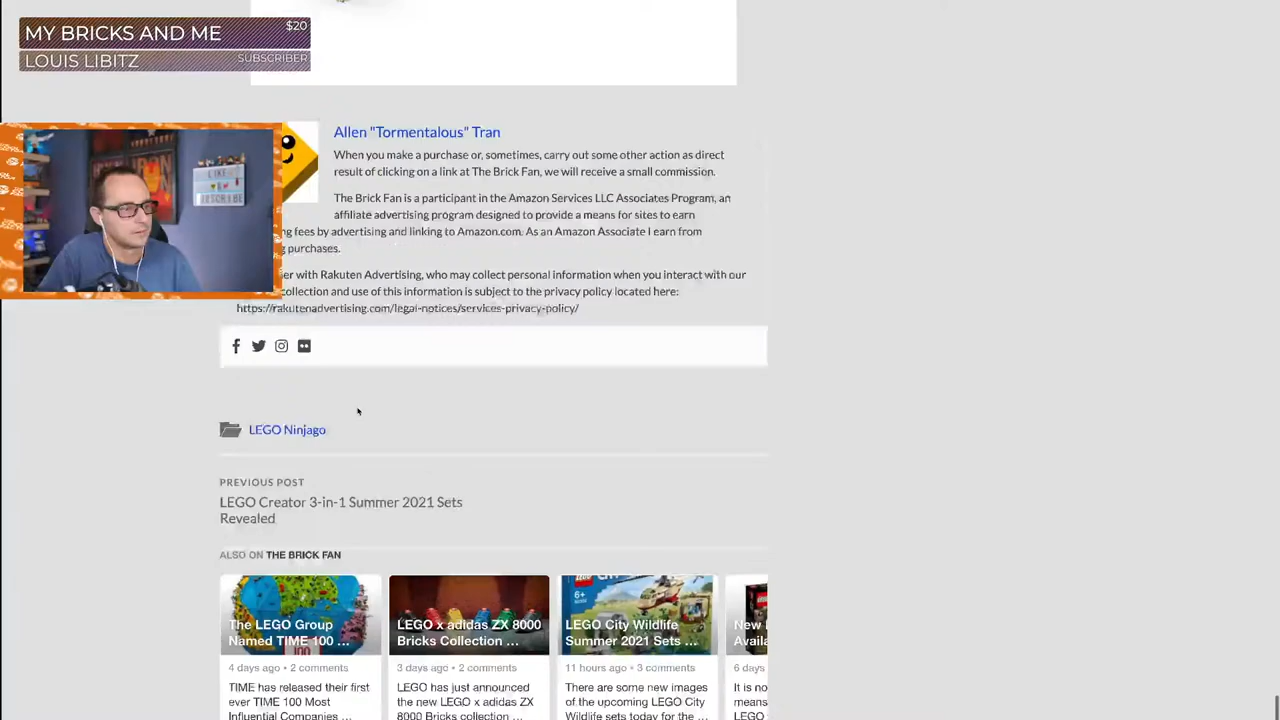 MY BRICKS AND ME $20
LOUIS LIBITZ SUBSCRIBER
Allen "Tormentalous" Tran
When you make a purchase or, sometimes, carry out some other action as direct
result of clicking on a link at The Brick Fan, we will receive a small commission.
The Brick Fan is a participant in the Amazon Services LLC Associates Program, an
affiliate advertising program designed to provide a means for sites to earn
fees by advertising and linking to Amazon.com. As an Amazon Associate I earn from
purchases.
with Rakuten Advertising, who may collect personal information when you interact with our
collection and use of this information is subject to the privacy policy located here:
https://rakutenadvertising.com/legal-notices/services-privacy-policy/
LIKE
SUBSCRIBE
LEGO Ninjago
PREVIOUS POST
LEGO Creator 3-in-1 Summer 2021 Sets
Revealed
ALSO ON THE BRICK FAN
The LEGO Group
Named TIME 100 ...
4 days ago • 2 comments
TIME has released their first
ever TIME 100 Most
Influential Companies ...
LEGO x adidas ZX 8000
Bricks Collection ...
3 days ago • 2 comments
LEGO has just announced
the new LEGO x adidas ZX
8000 Bricks collection ...
6+
LEGO City Wildlife
Summer 2021 Sets ...
11 hours ago • 3 comments
There are some new images
of the upcoming LEGO City
Wildlife sets today for the ...
New
Availa
6 days
It is no
means
LEGO